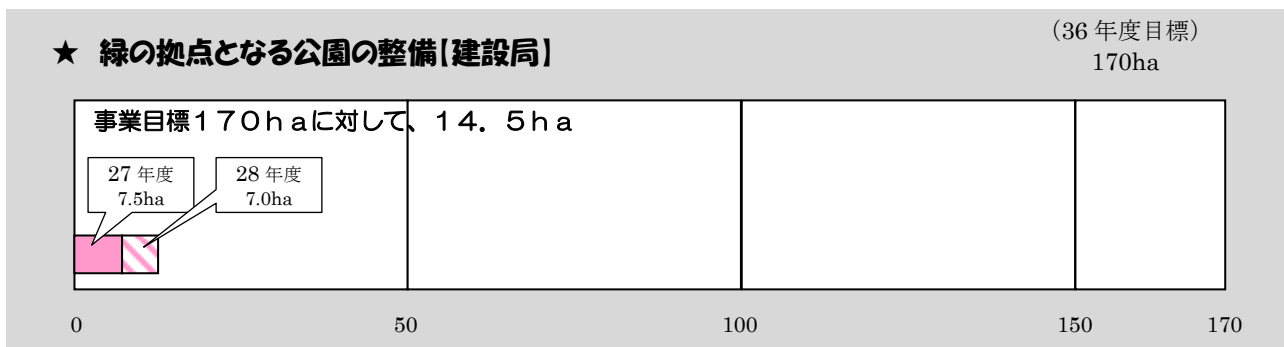 ★ 緑の拠点となる公園の整備【建設局】
（36 年度目標）
170ha
事業目標１７０ｈａに対して、１４．５ｈａ
27 年度
7.5ha
28 年度
7.0ha
0
50
100
150
170